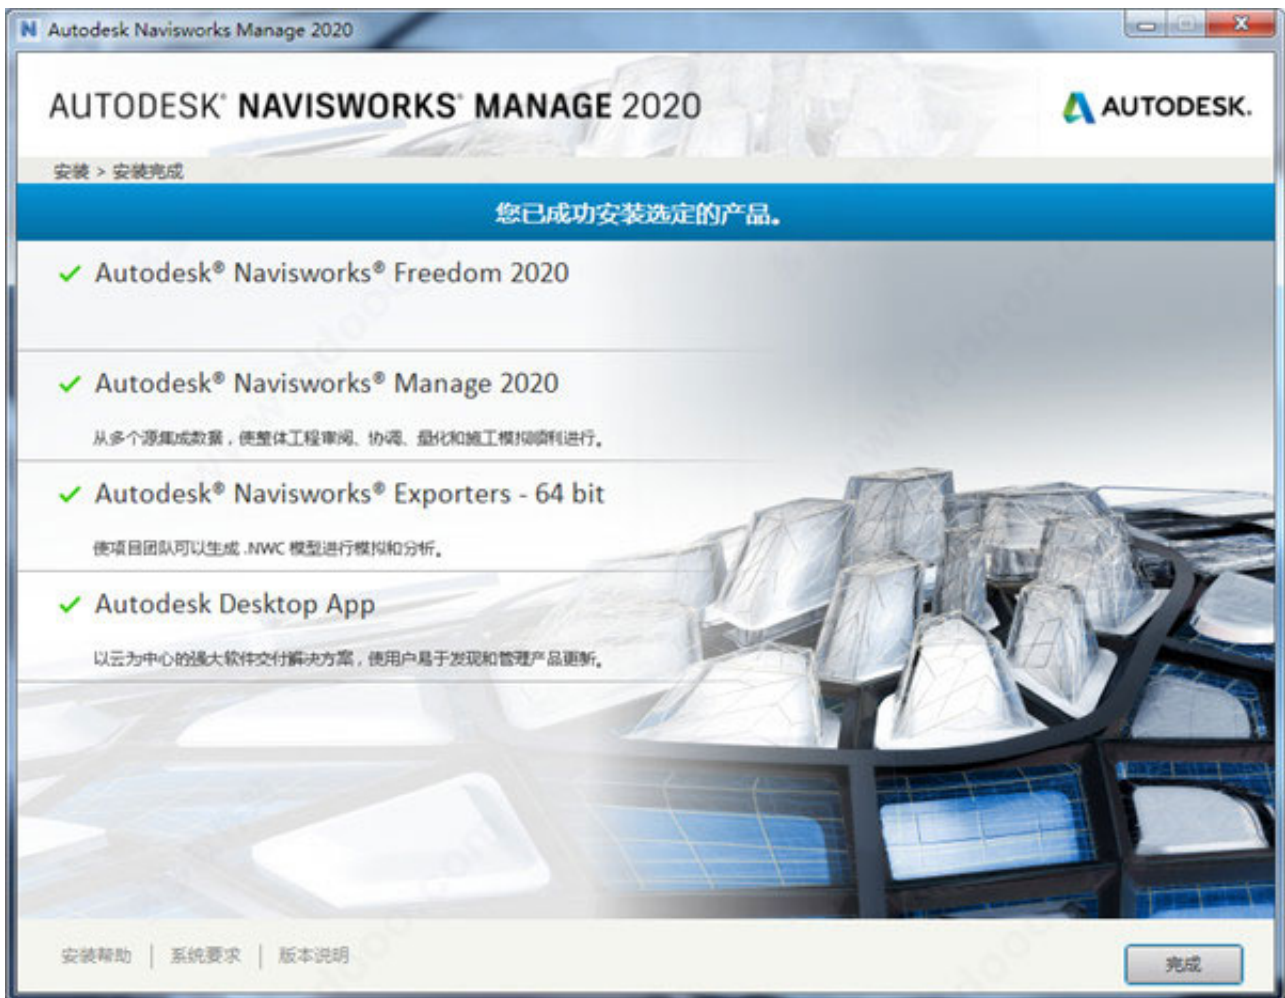 Autodesk Navisworks Manage 2020
AUTODESK® NAVISWORKS® MANAGE 2020
AUTODESK.
安装 > 安装完成
您已成功安装选定的产品。
Autodesk® Navisworks® Freedom 2020
Autodesk® Navisworks® Manage 2020
从多个源集成数据，使整体工程审阅、协调、量化和施工模拟顺利进行。
Autodesk® Navisworks® Exporters - 64 bit
使项目团队可以生成 .NWC 模型进行模拟和分析。
Autodesk Desktop App
以云为中心的强大软件交付解决方案，使用户易于发现和管理产品更新。
安装帮助 | 系统要求 | 版本说明
完成